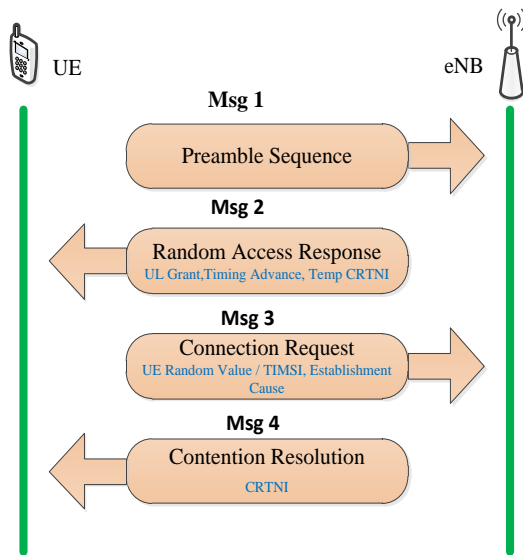 UE
eNB
Msg 1
Preamble Sequence
Msg 2
Random Access Response
UL Grant,Timing Advance, Temp CRTNI
Msg 3
Connection Request
UE Random Value / TIMSI, Establishment
Cause
Msg 4
Contention Resolution
CRTNI